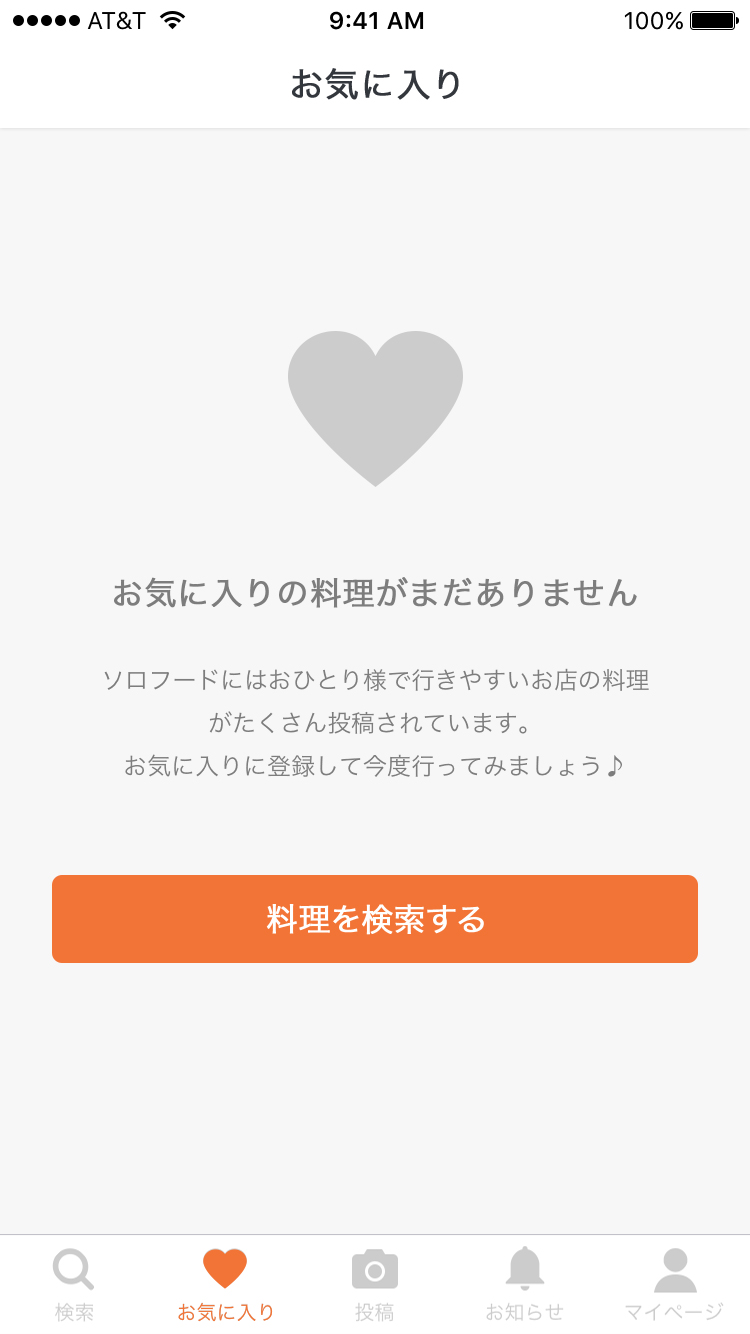 AT&T 9:41 AM 100%
お気に入り
お気に入りの料理がまだありません
ソロフードにはおひとり様で行きやすいお店の料理
がたくさん投稿されています。
お気に入りに登録して今度行ってみましょう♪
料理を検索する
検索 お気に入り 投稿 お知らせ マイページ